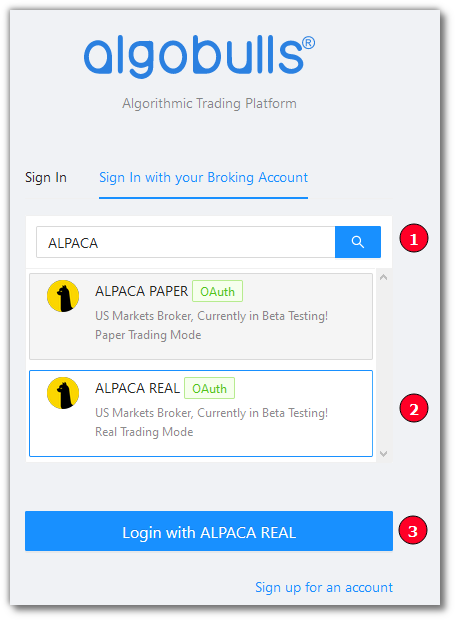 algobulls®
Algorithmic Trading Platform
Sign In
Sign In with your Broking Account
ALPACA
1
ALPACA PAPER OAuth
US Markets Broker, Currently in Beta Testing!
Paper Trading Mode
ALPACA REAL OAuth
US Markets Broker, Currently in Beta Testing!
Real Trading Mode
2
Login with ALPACA REAL
3
Sign up for an account